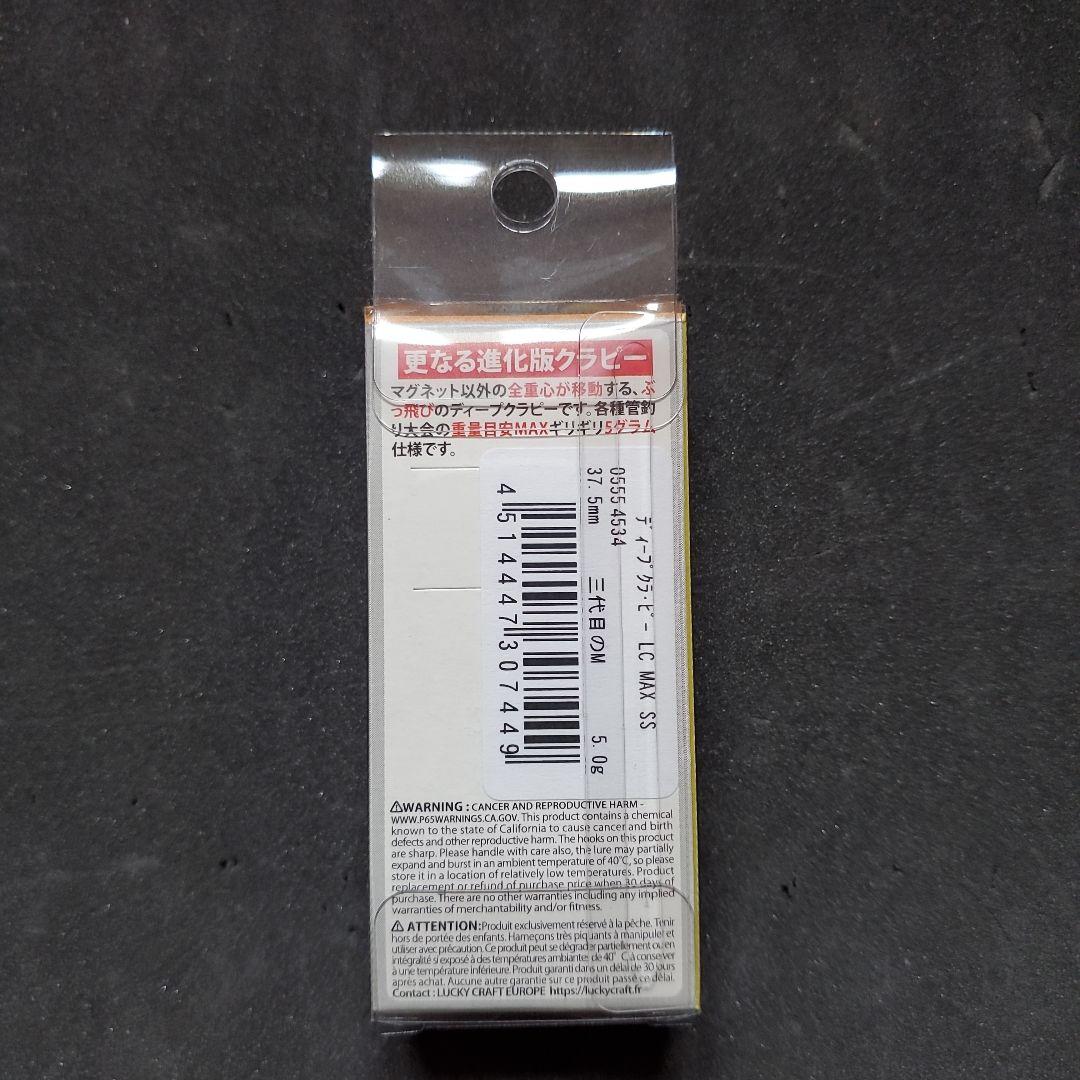 更なる進化版クラピー
マグネット以外の全重心が移動する、ぶ
っ飛びのディープクラピーです。各種管釣
り大会の重量目安MAXギリギリ5グラム
仕様です。
ディープクラ・ピー LC MAX SS
0555 4534
37.5mm 三代目のM 5.0g
4 514447 307449
⚠WARNING : CANCER AND REPRODUCTIVE HARM -
WWW.P65WARNINGS.CA.GOV. This product contains a chemical
known to the state of California to cause cancer and birth
defects and other reproductive harm. The hooks on this product
are sharp. Please handle with care also, the lure may partially
expand and burst in an ambient temperature of 40℃, so please
store it in a location of relatively low temperatures. Product
replacement or refund of purchase price when 30 days of
purchase. There are no other warranties including any implied
warranties of merchantability and/or fitness.
⚠ ATTENTION:Produit exclusivement réservé à la pêche. Tenir
hors de portée des enfants. Hameçons très piquants à manipuler et
utiliser avec précaution. Ce produit peut se dégrader partiellement ou en
intégralité si exposé à des températures ambiantes de 40° C, à conserver
à une température inférieure. Produit garanti dans un délai de 30 jours
après achat. Aucune autre garantie sur ce produit passé ce délai.
Contact : LUCKY CRAFT EUROPE https://luckycraft.fr